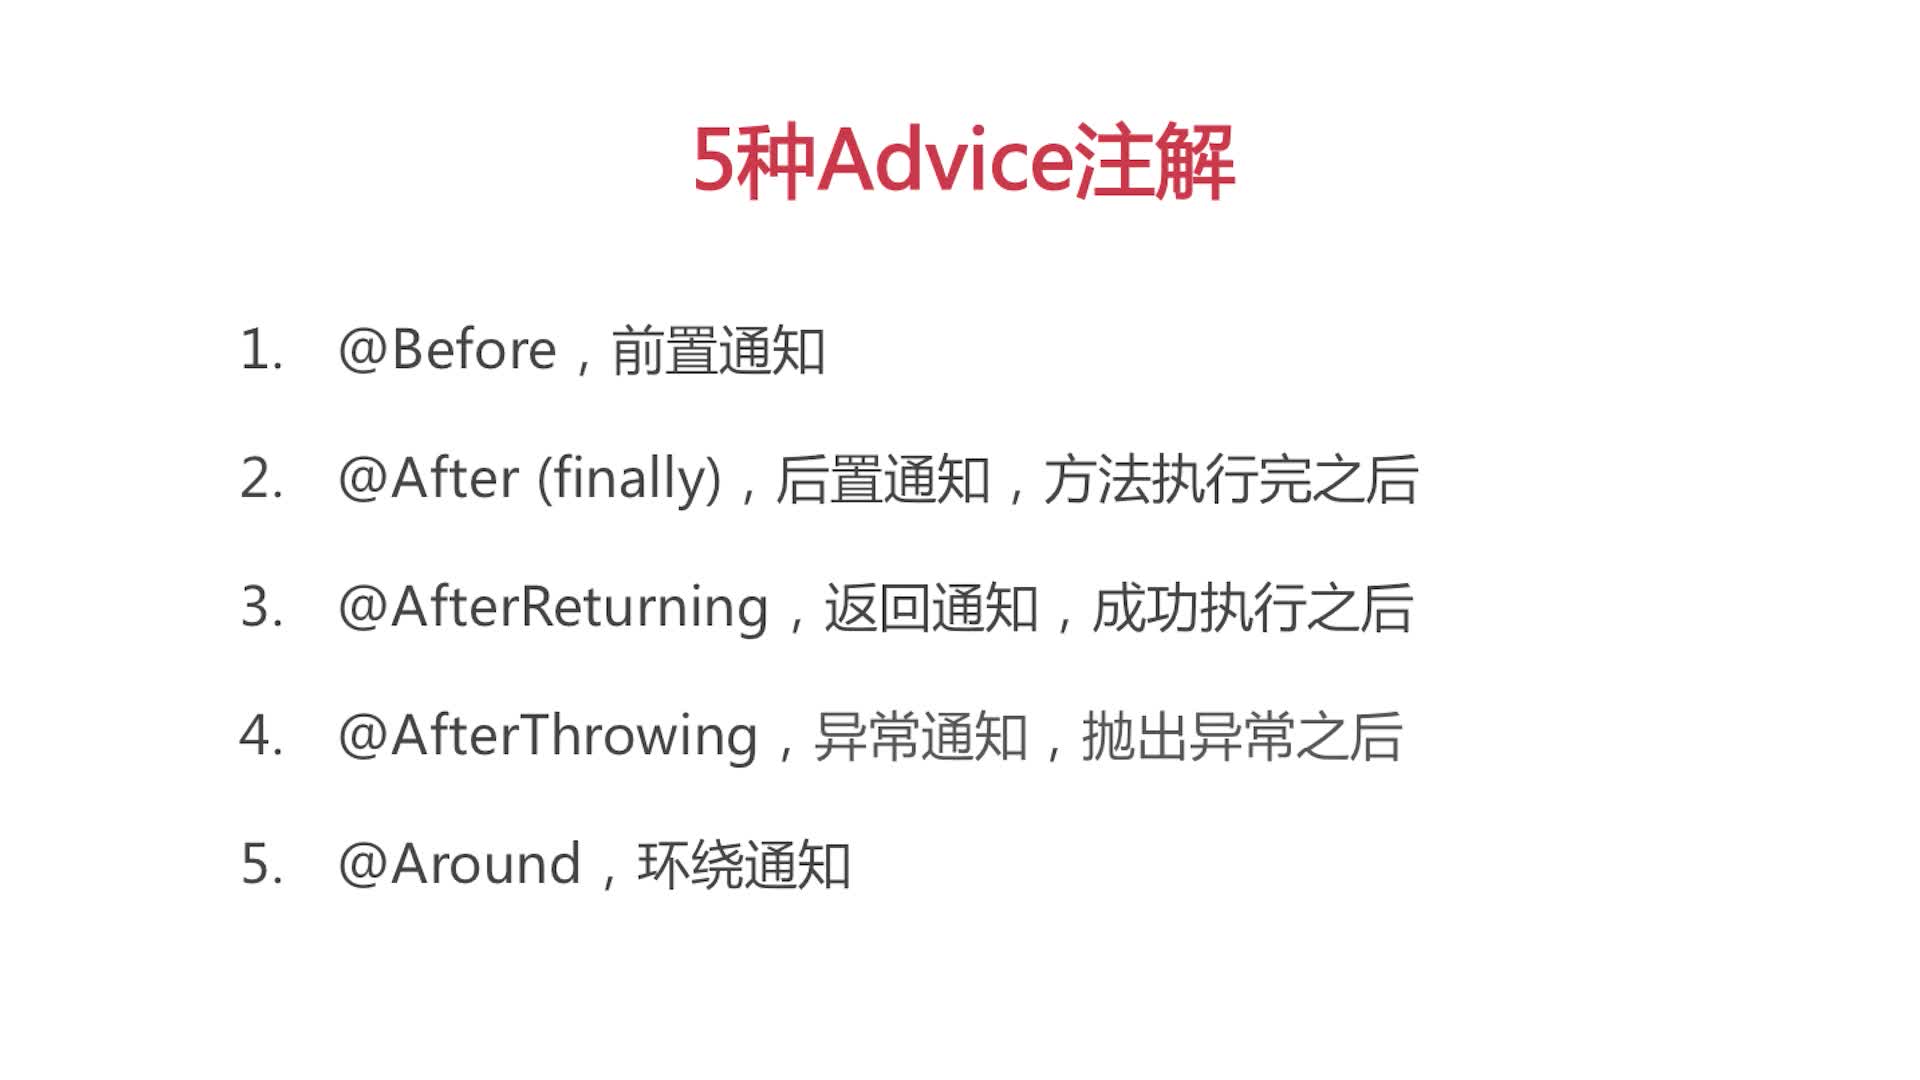 5种Advice注解
1. @Before，前置通知
2. @After (finally)，后置通知，方法执行完之后
3. @AfterReturning，返回通知，成功执行之后
4. @AfterThrowing，异常通知，抛出异常之后
5. @Around，环绕通知